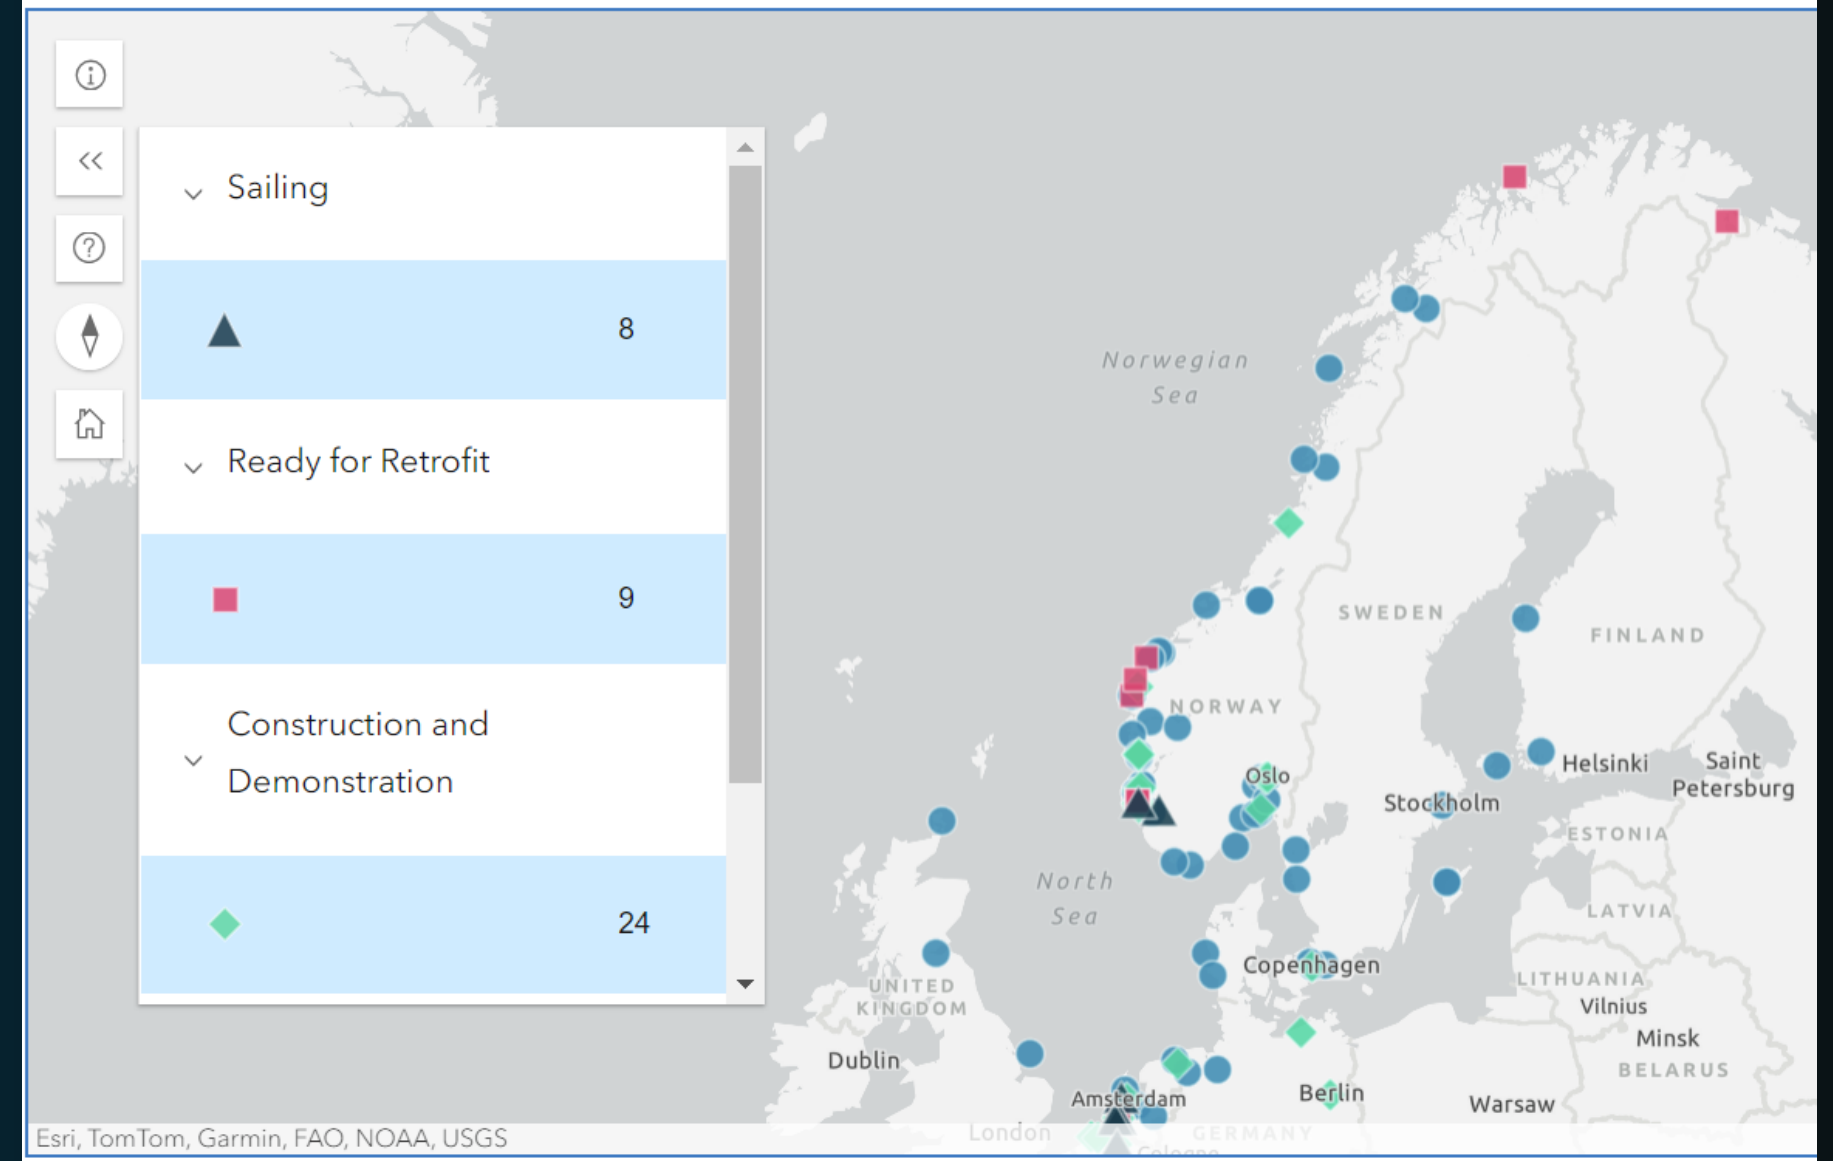 Sailing
8
Ready for Retrofit
9
Construction and
Demonstration
24
Norwegian
Sea
SWEDEN
FINLAND
NORWAY
Oslo
Helsinki
Saint
Petersburg
Stockholm
ESTONIA
North
Sea
LATVIA
Copenhagen
LITHUANIA
UNITED
KINGDOM
Vilnius
Minsk
Dublin
BELARUS
Amsterdam
Berlin
Warsaw
London
GERMANY
Cologne
Esri, TomTom, Garmin, FAO, NOAA, USGS